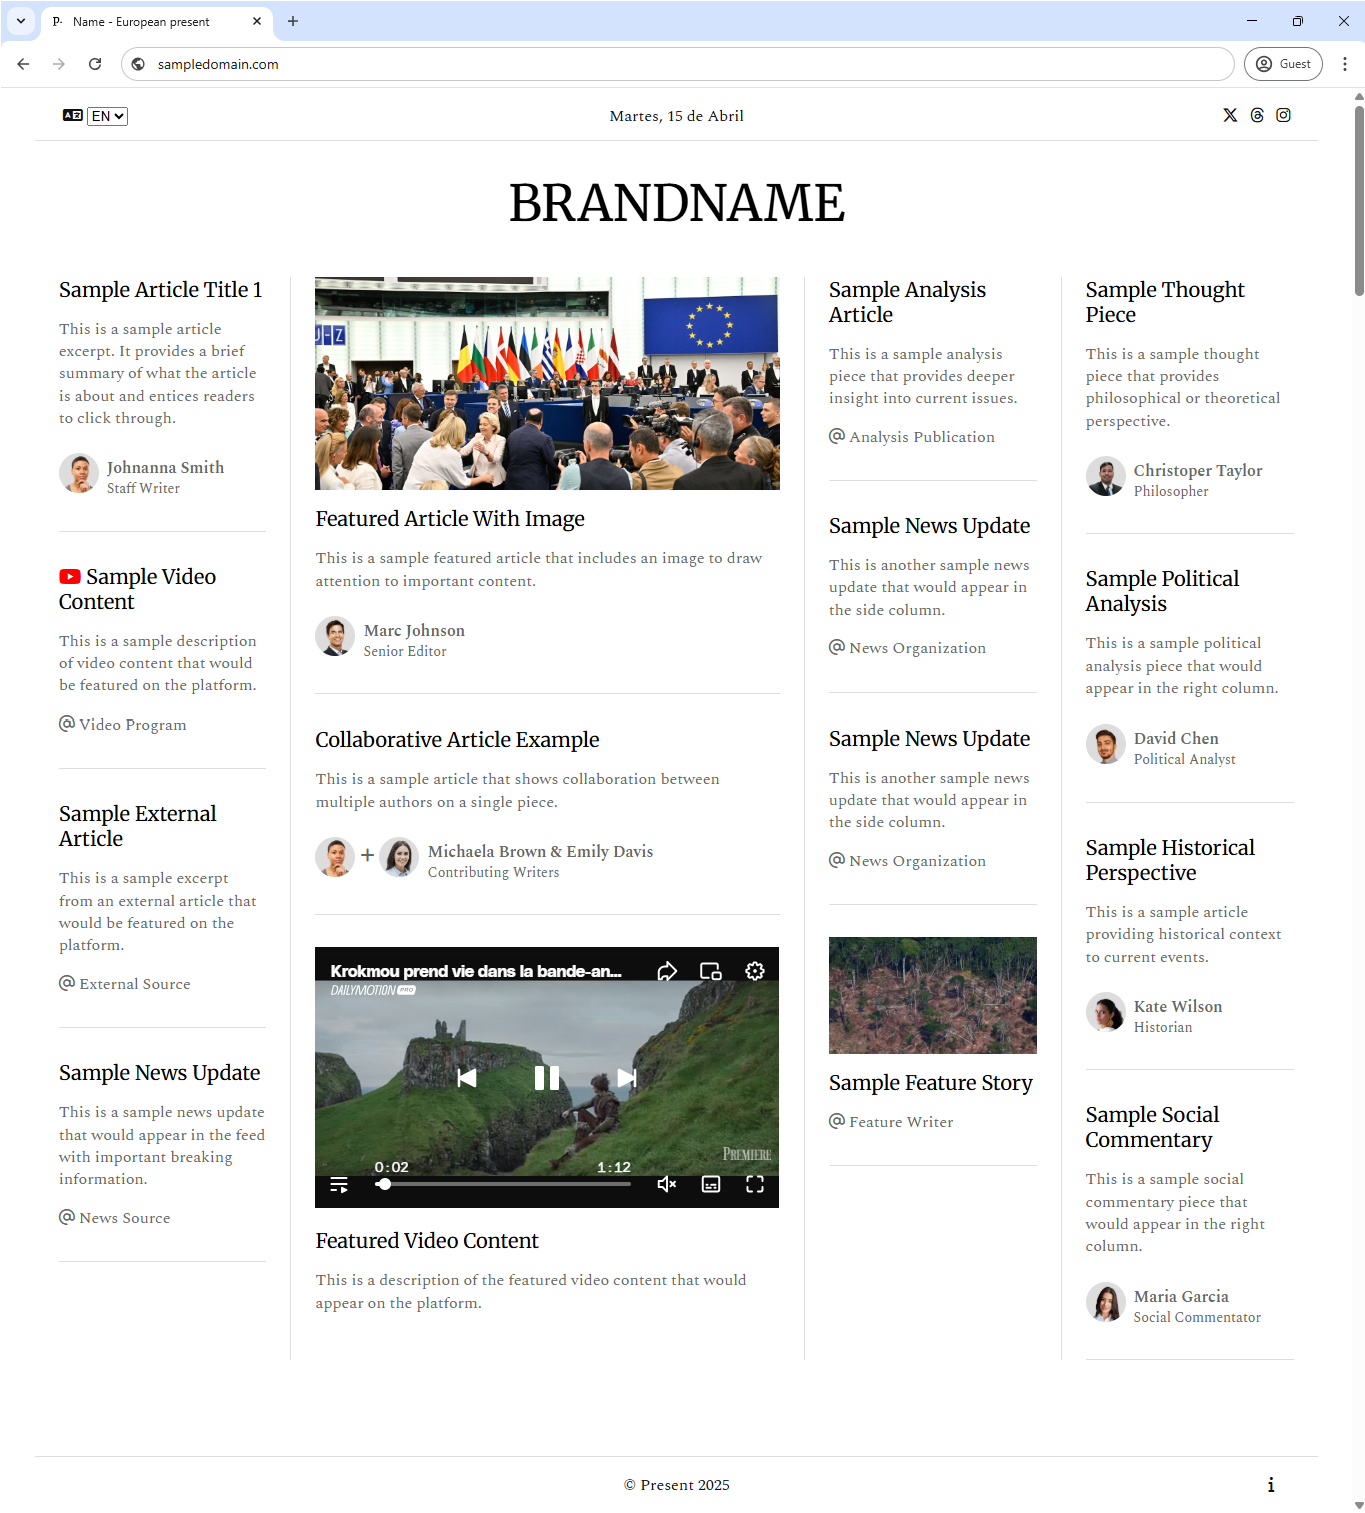 Name - European present
sampledomain.com
Guest
EN
Martes, 15 de Abril
BRANDNAME
Sample Article Title 1
This is a sample article
excerpt. It provides a brief
summary of what the article
is about and entices readers
to click through.
Johnanna Smith
Staff Writer
Sample Video
Content
This is a sample description
of video content that would
be featured on the platform.
@ Video Program
Sample External
Article
This is a sample excerpt
from an external article that
would be featured on the
platform.
@ External Source
Sample News Update
This is a sample news update
that would appear in the feed
with important breaking
information.
@ News Source
U-Z
Featured Article With Image
This is a sample featured article that includes an image to draw
attention to important content.
Marc Johnson
Senior Editor
Collaborative Article Example
This is a sample article that shows collaboration between
multiple authors on a single piece.
+
Michaela Brown & Emily Davis
Contributing Writers
Krokmou prend vie dans la bande-an...
DAILYMOTION PRO
PREMIERE
0:02
1:12
Featured Video Content
This is a description of the featured video content that would
appear on the platform.
Sample Analysis
Article
This is a sample analysis
piece that provides deeper
insight into current issues.
@ Analysis Publication
Sample News Update
This is another sample news
update that would appear in
the side column.
@ News Organization
Sample News Update
This is another sample news
update that would appear in
the side column.
@ News Organization
Sample Feature Story
@ Feature Writer
Sample Thought
Piece
This is a sample thought
piece that provides
philosophical or theoretical
perspective.
Christoper Taylor
Philosopher
Sample Political
Analysis
This is a sample political
analysis piece that would
appear in the right column.
David Chen
Political Analyst
Sample Historical
Perspective
This is a sample article
providing historical context
to current events.
Kate Wilson
Historian
Sample Social
Commentary
This is a sample social
commentary piece that
would appear in the right
column.
Maria Garcia
Social Commentator
© Present 2025